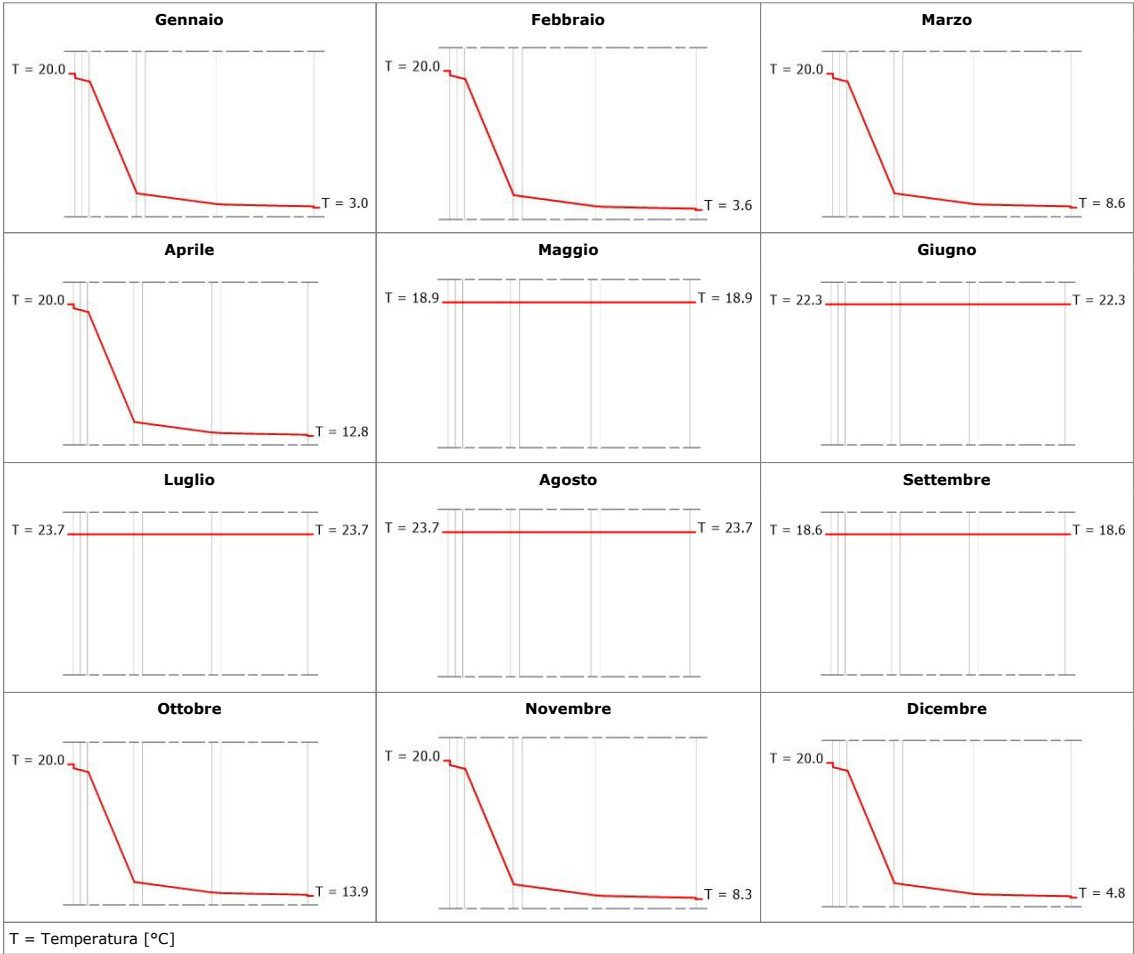 Gennaio
T = 20.0
T = 3.0
Febbraio
T = 20.0
T = 3.6
Marzo
T = 20.0
T = 8.6
Aprile
T = 20.0
T = 12.8
Maggio
T = 18.9
T = 18.9
Giugno
T = 22.3
T = 22.3
Luglio
T = 23.7
T = 23.7
Agosto
T = 23.7
T = 23.7
Settembre
T = 18.6
T = 18.6
Ottobre
T = 20.0
T = 13.9
Novembre
T = 20.0
T = 8.3
Dicembre
T = 20.0
T = 4.8
T = Temperatura [°C]